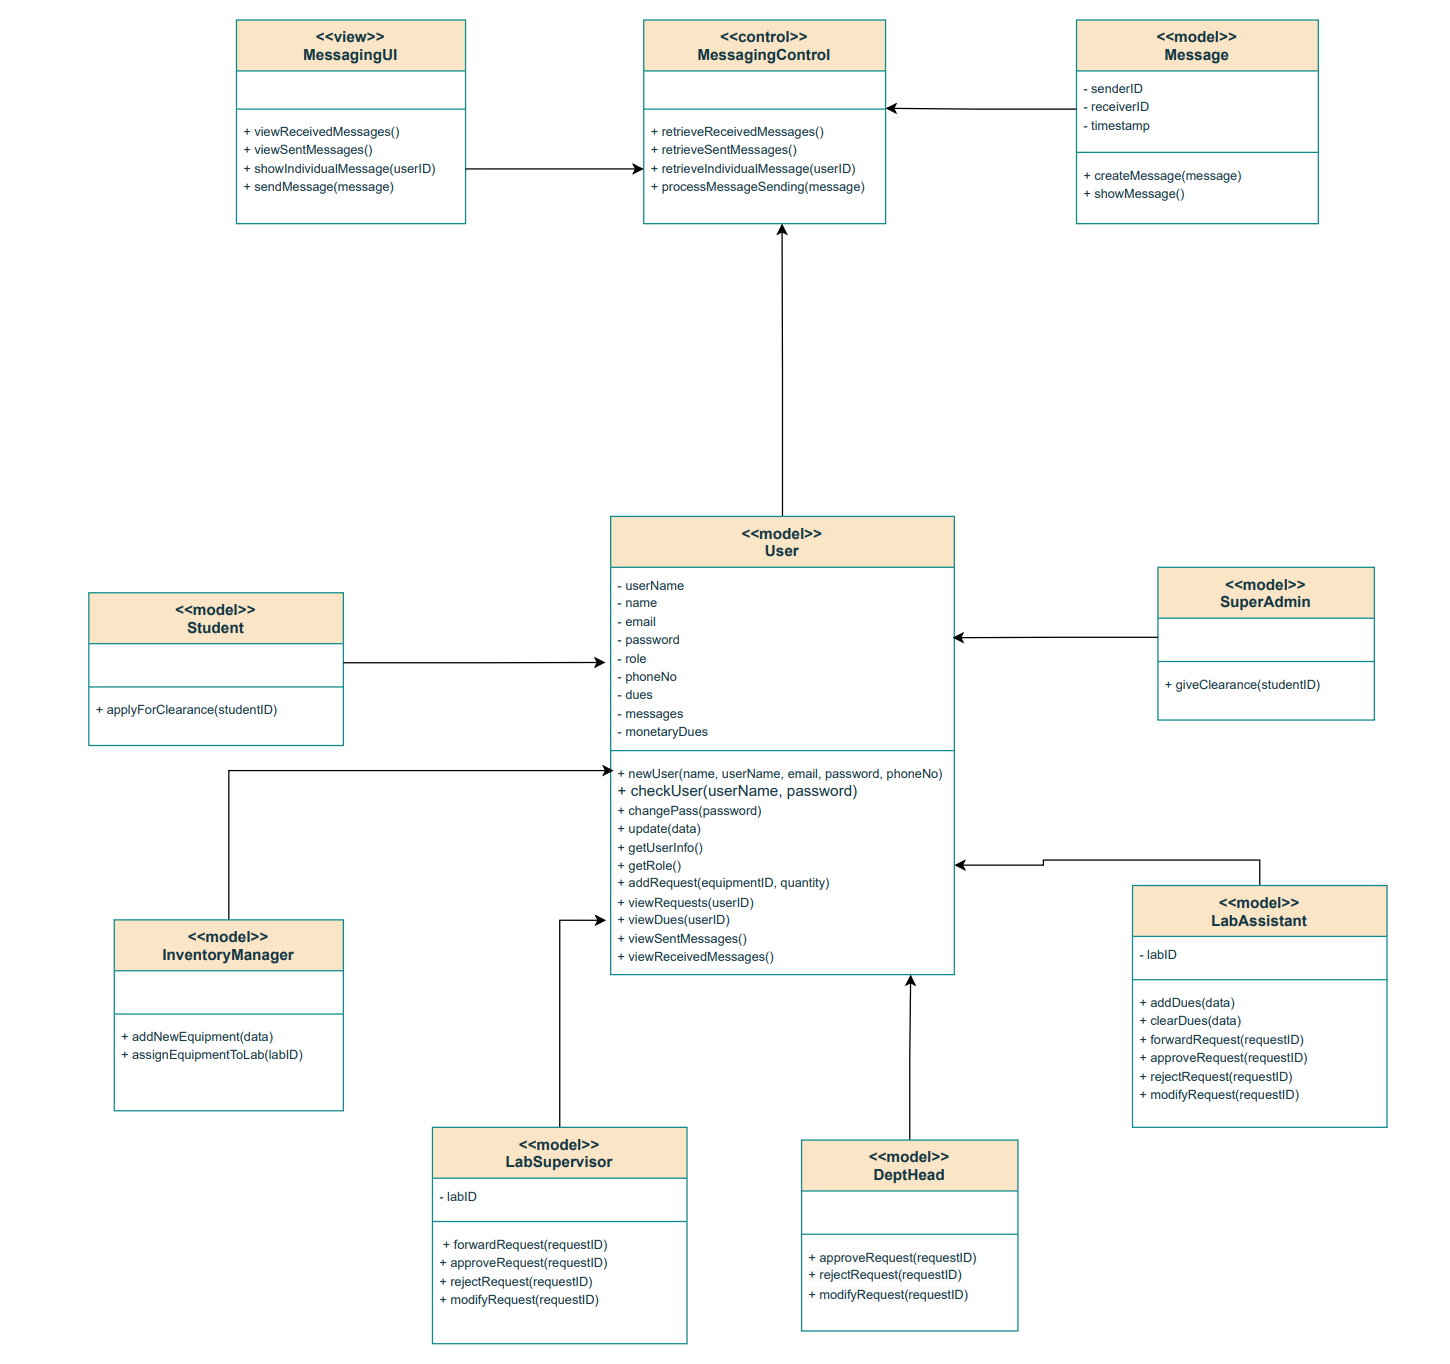 <<view>>
MessagingUI
+ viewReceivedMessages()
+ viewSentMessages()
+ showIndividualMessage(userID)
+ sendMessage(message)
<<control>>
MessagingControl
+ retrieveReceivedMessages()
+ retrieveSentMessages()
+ retrieveIndividualMessage(userID)
+ processMessageSending(message)
<<model>>
Message
- senderID
- receiverID
- timestamp
+ createMessage(message)
+ showMessage()
<<model>>
User
- userName
- name
- email
- password
- role
- phoneNo
- dues
- messages
- monetaryDues
+ newUser(name, userName, email, password, phoneNo)
+ checkUser(userName, password)
+ changePass(password)
+ update(data)
+ getUserInfo()
+ getRole()
+ addRequest(equipmentID, quantity)
+ viewRequests(userID)
+ viewDues(userID)
+ viewSentMessages()
+ viewReceivedMessages()
<<model>>
Student
+ applyForClearance(studentID)
<<model>>
SuperAdmin
+ giveClearance(studentID)
<<model>>
InventoryManager
+ addNewEquipment(data)
+ assignEquipmentToLab(labID)
<<model>>
LabAssistant
- labID
+ addDues(data)
+ clearDues(data)
+ forwardRequest(requestID)
+ approveRequest(requestID)
+ rejectRequest(requestID)
+ modifyRequest(requestID)
<<model>>
LabSupervisor
- labID
+ forwardRequest(requestID)
+ approveRequest(requestID)
+ rejectRequest(requestID)
+ modifyRequest(requestID)
<<model>>
DeptHead
+ approveRequest(requestID)
+ rejectRequest(requestID)
+ modifyRequest(requestID)